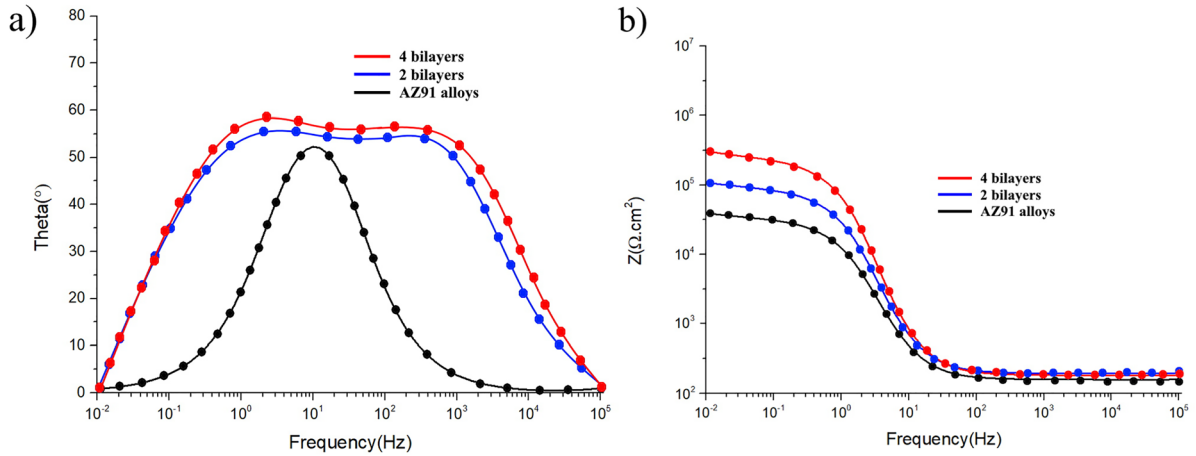 a)
80
70
60
50
40
30
20
10
0
Theta(°)
4 bilayers
2 bilayers
AZ91 alloys
10⁻² 10⁻¹ 10⁰ 10¹ 10² 10³ 10⁴ 10⁵
Frequency(Hz)
b)
10⁷
10⁶
10⁵
10⁴
10³
10²
Z(Ω.cm²)
4 bilayers
2 bilayers
AZ91 alloys
10⁻² 10⁻¹ 10⁰ 10¹ 10² 10³ 10⁴ 10⁵
Frequency(Hz)